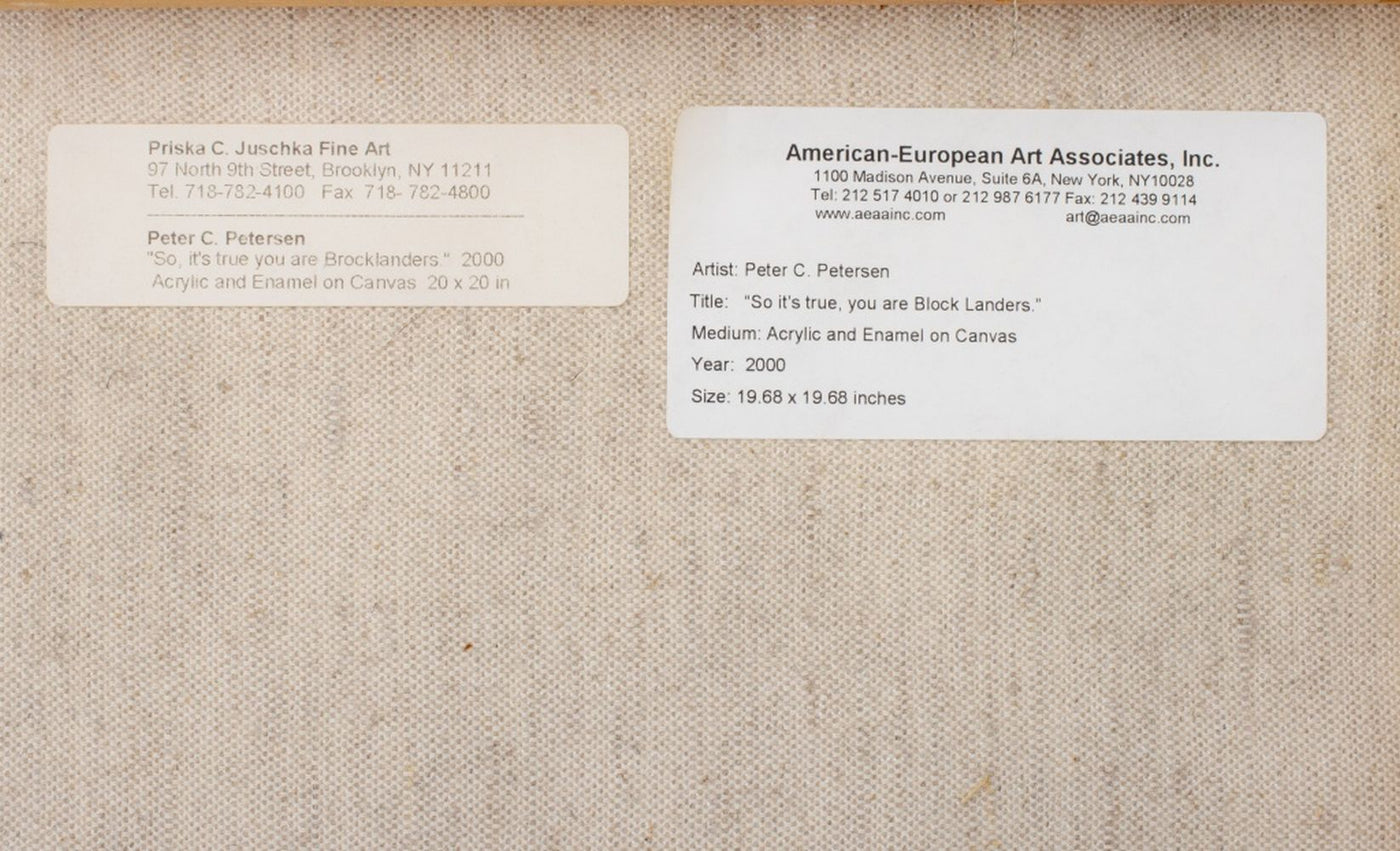 Priska C. Juschka Fine Art
97 North 9th Street, Brooklyn, NY 11211
Tel. 718-782-4100 Fax 718- 782-4800
Peter C. Petersen
"So, it's true you are Brocklanders." 2000
Acrylic and Enamel on Canvas 20 x 20 in
American-European Art Associates, Inc.
1100 Madison Avenue, Suite 6A, New York, NY10028
Tel: 212 517 4010 or 212 987 6177 Fax: 212 439 9114
www.aeaainc.com art@aeaainc.com
Artist: Peter C. Petersen
Title: "So it's true, you are Block Landers."
Medium: Acrylic and Enamel on Canvas
Year: 2000
Size: 19.68 x 19.68 inches